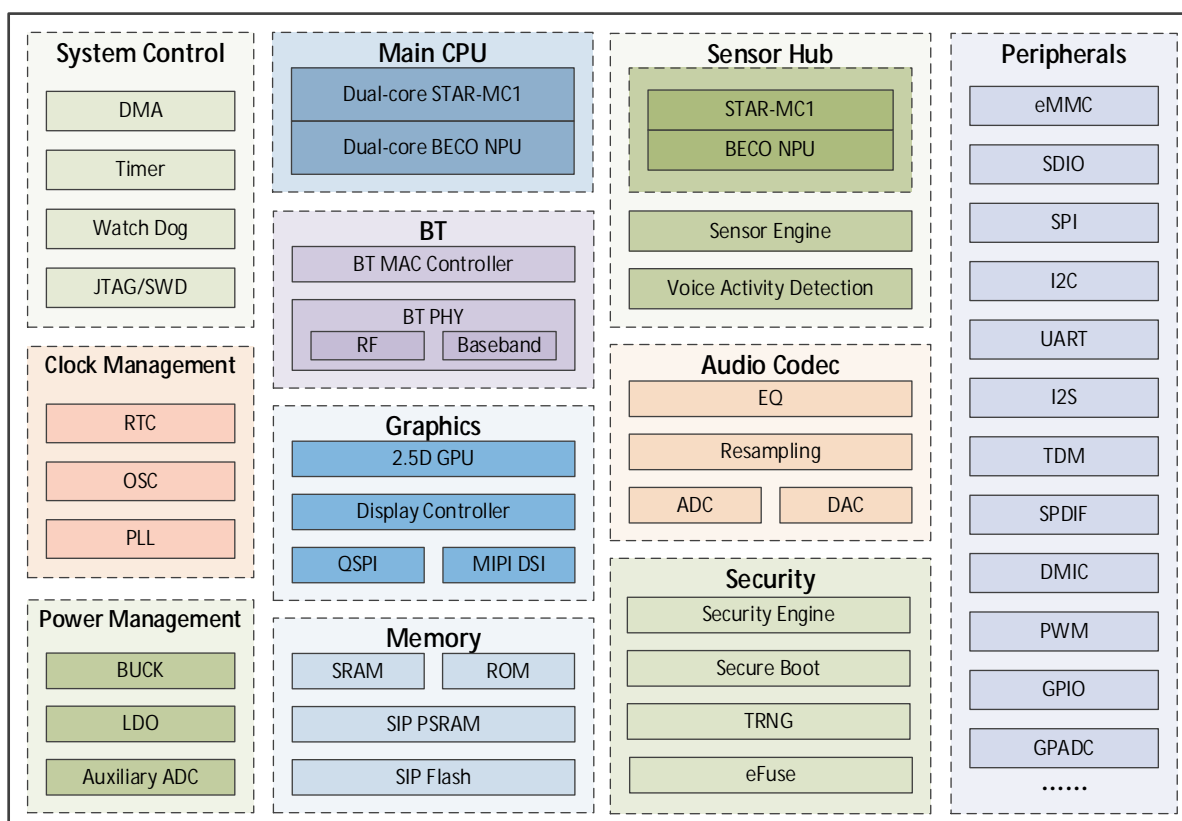 System Control
DMA
Timer
Watch Dog
JTAG/SWD
Clock Management
RTC
OSC
PLL
Power Management
BUCK
LDO
Auxiliary ADC
Main CPU
Dual-core STAR-MC1
Dual-core BECO NPU
BT
BT MAC Controller
BT PHY
RF
Baseband
Graphics
2.5D GPU
Display Controller
QSPI
MIPI DSI
Memory
SRAM
ROM
SIP PSRAM
SIP Flash
Sensor Hub
STAR-MC1
BECO NPU
Sensor Engine
Voice Activity Detection
Audio Codec
EQ
Resampling
ADC
DAC
Security
Security Engine
Secure Boot
TRNG
eFuse
Peripherals
eMMC
SDIO
SPI
I2C
UART
I2S
TDM
SPDIF
DMIC
PWM
GPIO
GPADC
......